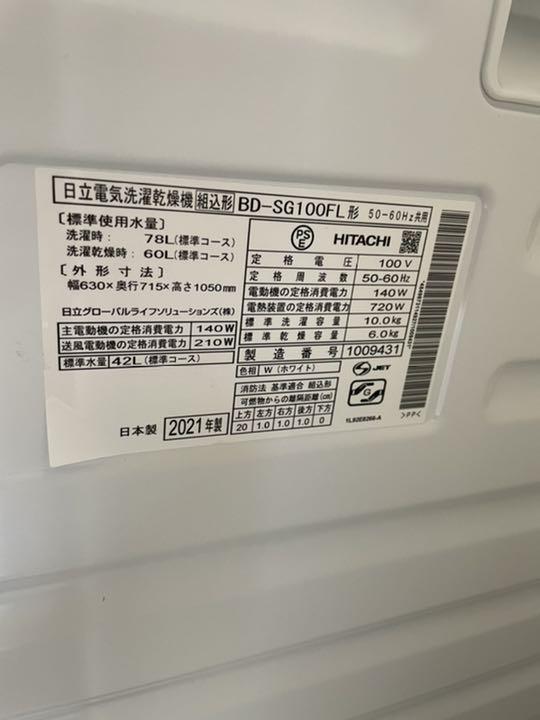 日立電気洗濯乾燥機 組込形 BD-SG100FL形 50-60Hz共用
〔標準使用水量〕
洗濯時: 78L(標準コース)
洗濯乾燥時: 60L(標準コース)
〔外形寸法〕
幅630×奥行715×高さ1050mm
日立グローバルライフソリューションズ(株)
主電動機の定格消費電力 140W
送風電動機の定格消費電力 210W
標準水量 42L(標準コース)
日本製 2021年製
PSE HITACHI
定格電圧 100V
定格周波数 50-60Hz
電動機の定格消費電力 140W
電熱装置の定格消費電力 720W
標準洗濯容量 10.0kg
標準乾燥容量 6.0kg
製造番号 1009431
色相 W(ホワイト)
S JET
消防法 基準適合 組込形
可燃物からの離隔距離(cm)
上方 左方 右方 後方 下方
20 1.0 1.0 1.0 0
G
1L92E8266-A
>PP<